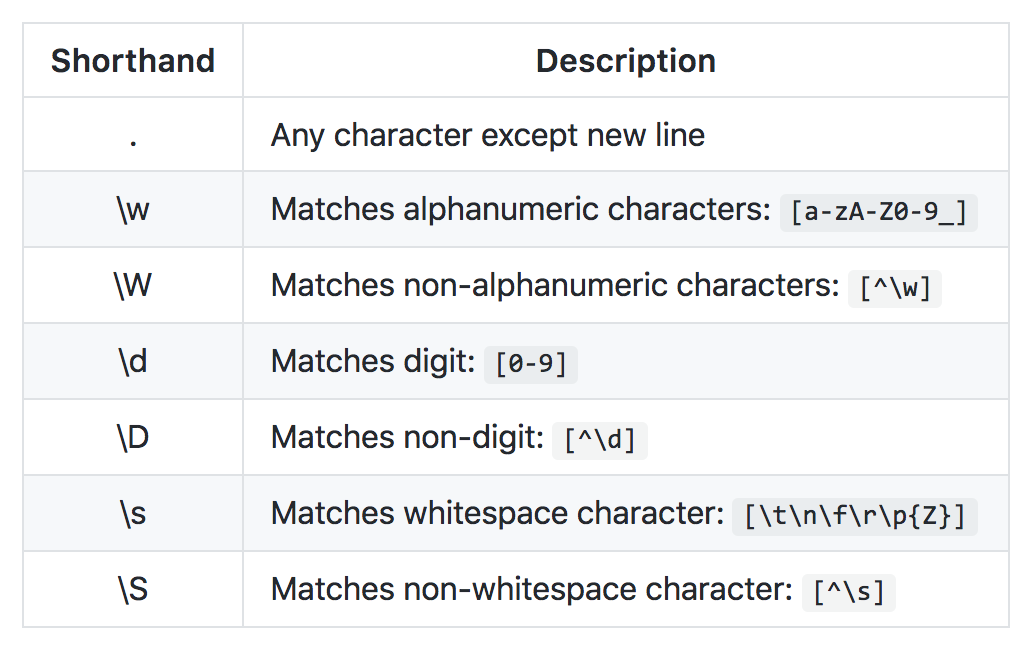 Shorthand Description
. Any character except new line
\w Matches alphanumeric characters: [a-zA-Z0-9_]
\W Matches non-alphanumeric characters: [^\w]
\d Matches digit: [0-9]
\D Matches non-digit: [^\d]
\s Matches whitespace character: [\t\n\f\r\p{Z}]
\S Matches non-whitespace character: [^\s]